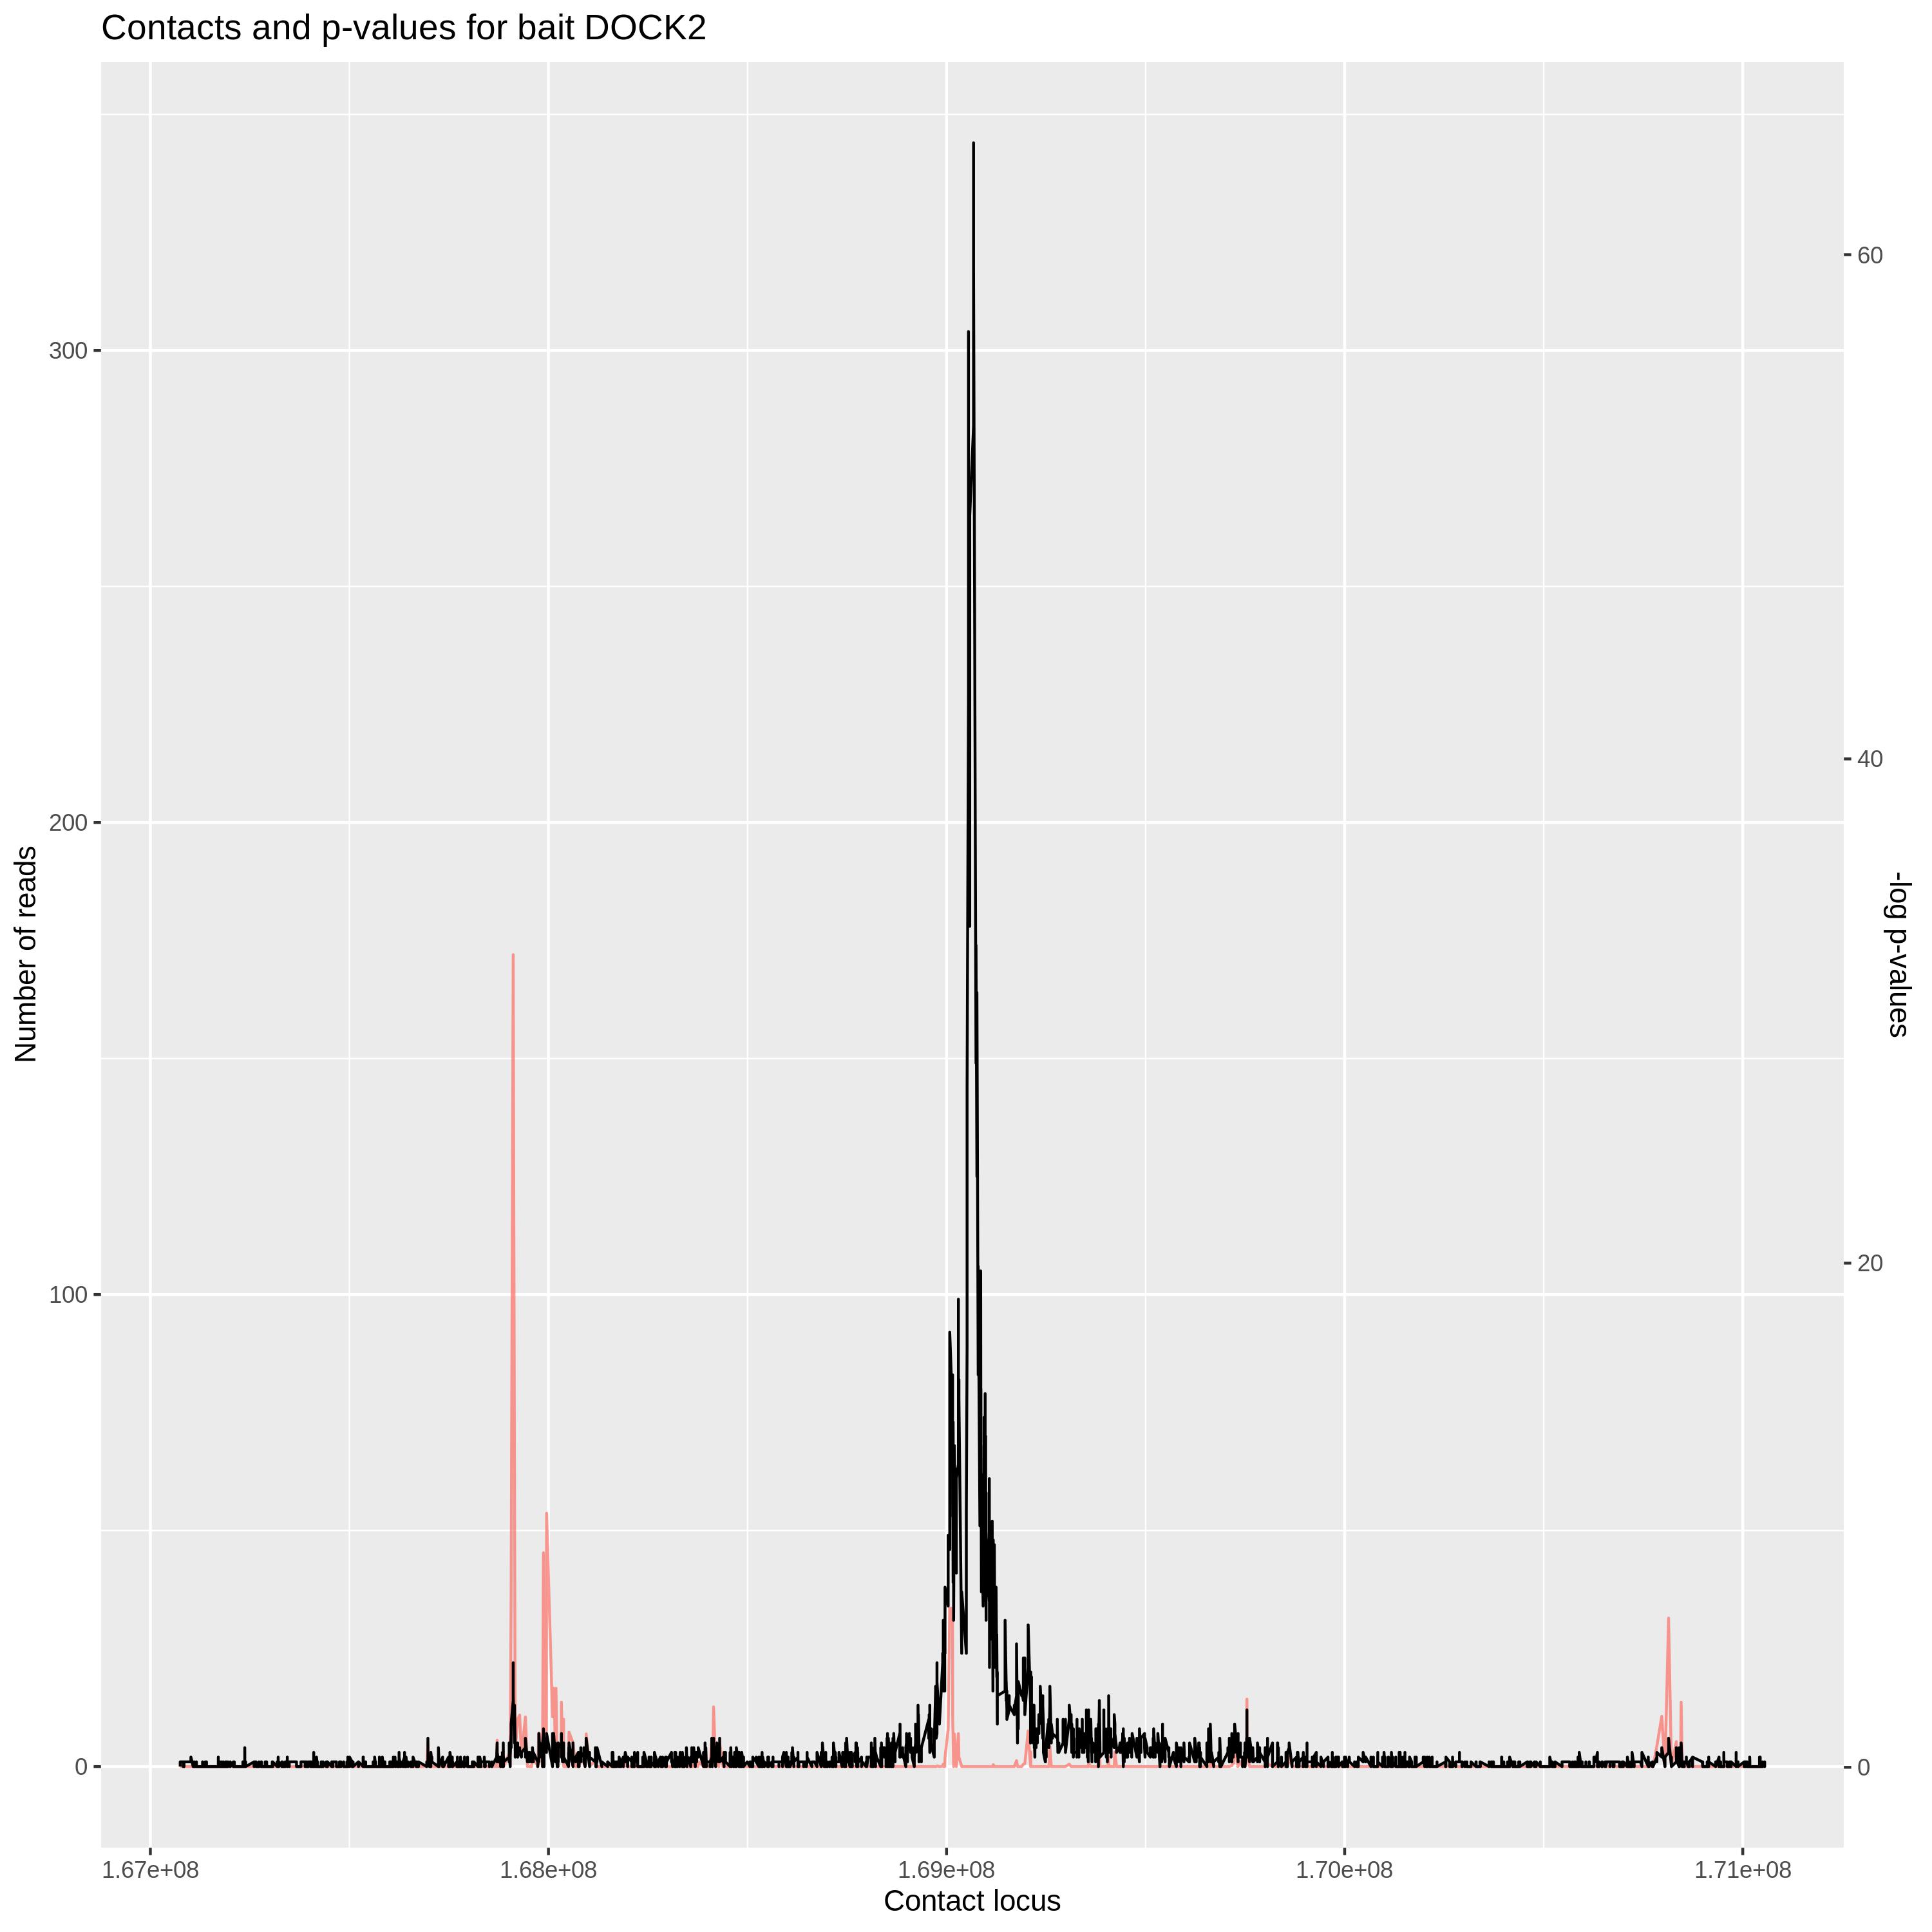 Contacts and p-values for bait DOCK2
300
200
100
0
Number of reads
60
40
20
0
-log p-values
1.67e+08
1.68e+08
1.69e+08
1.70e+08
1.71e+08
Contact locus